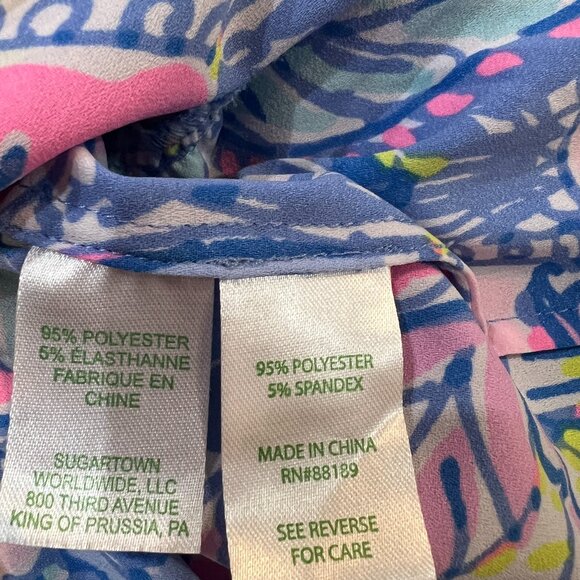 95% POLYESTER
5% ÉLASTHANNE
FABRIQUE EN
CHINE
SUGARTOWN
WORLDWIDE, LLC
800 THIRD AVENUE
KING OF PRUSSIA, PA
95% POLYESTER
5% SPANDEX
MADE IN CHINA
RN#88189
SEE REVERSE
FOR CARE